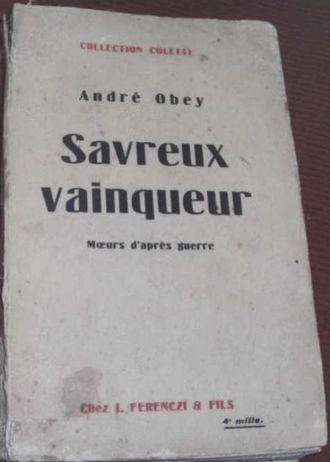 COLLECTION COLETTE
André Obey
Savreux
vainqueur
Mœurs d'après guerre
Chez J. FERENCZI & FILS
4e mille.